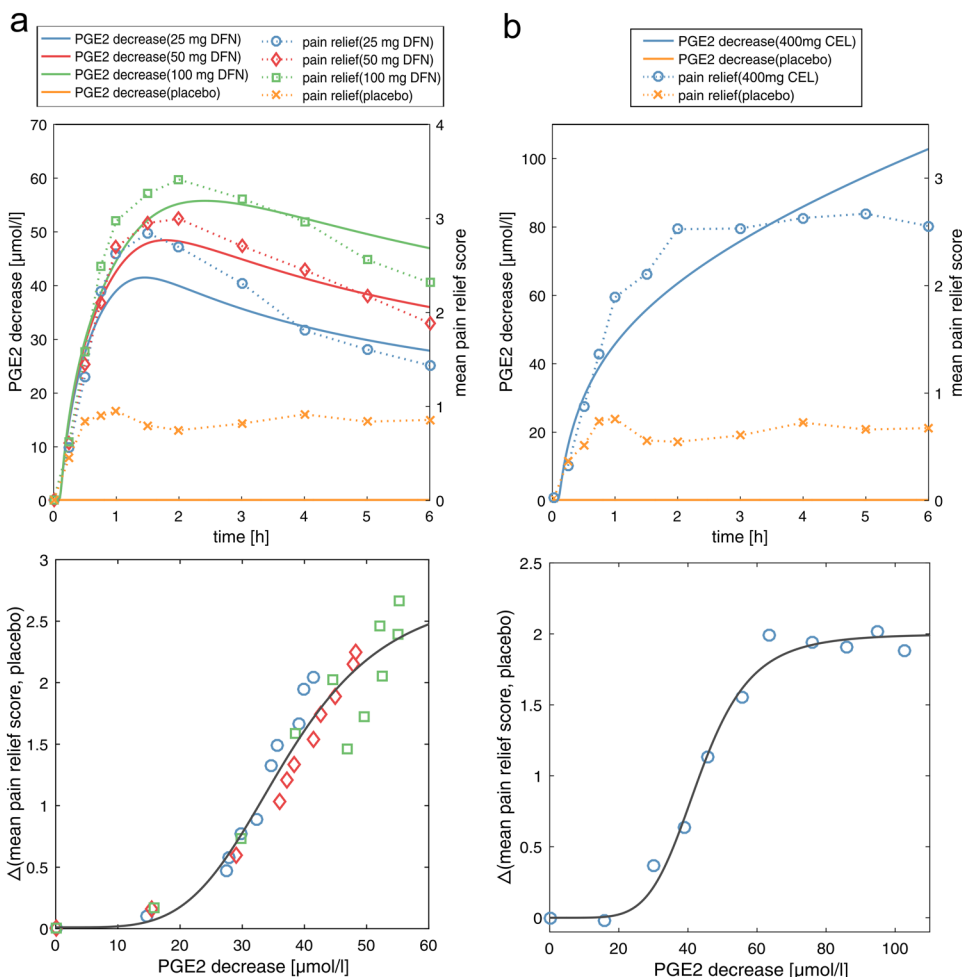 a
PGE2 decrease(25 mg DFN)
PGE2 decrease(50 mg DFN)
PGE2 decrease(100 mg DFN)
PGE2 decrease(placebo)
pain relief(25 mg DFN)
pain relief(50 mg DFN)
pain relief(100 mg DFN)
pain relief(placebo)
70
60
50
40
30
20
10
0
PGE2 decrease [µmol/l]
4
3
2
1
0
mean pain relief score
0 1 2 3 4 5 6
time [h]
b
PGE2 decrease(400mg CEL)
PGE2 decrease(placebo)
pain relief(400mg CEL)
pain relief(placebo)
100
80
60
40
20
0
PGE2 decrease [µmol/l]
3
2
1
0
mean pain relief score
0 1 2 3 4 5 6
time [h]
3
2.5
2
1.5
1
0.5
0
Δ(mean pain relief score, placebo)
0 10 20 30 40 50 60
PGE2 decrease [µmol/l]
2.5
2
1.5
1
0.5
0
Δ(mean pain relief score, placebo)
0 20 40 60 80 100
PGE2 decrease [µmol/l]